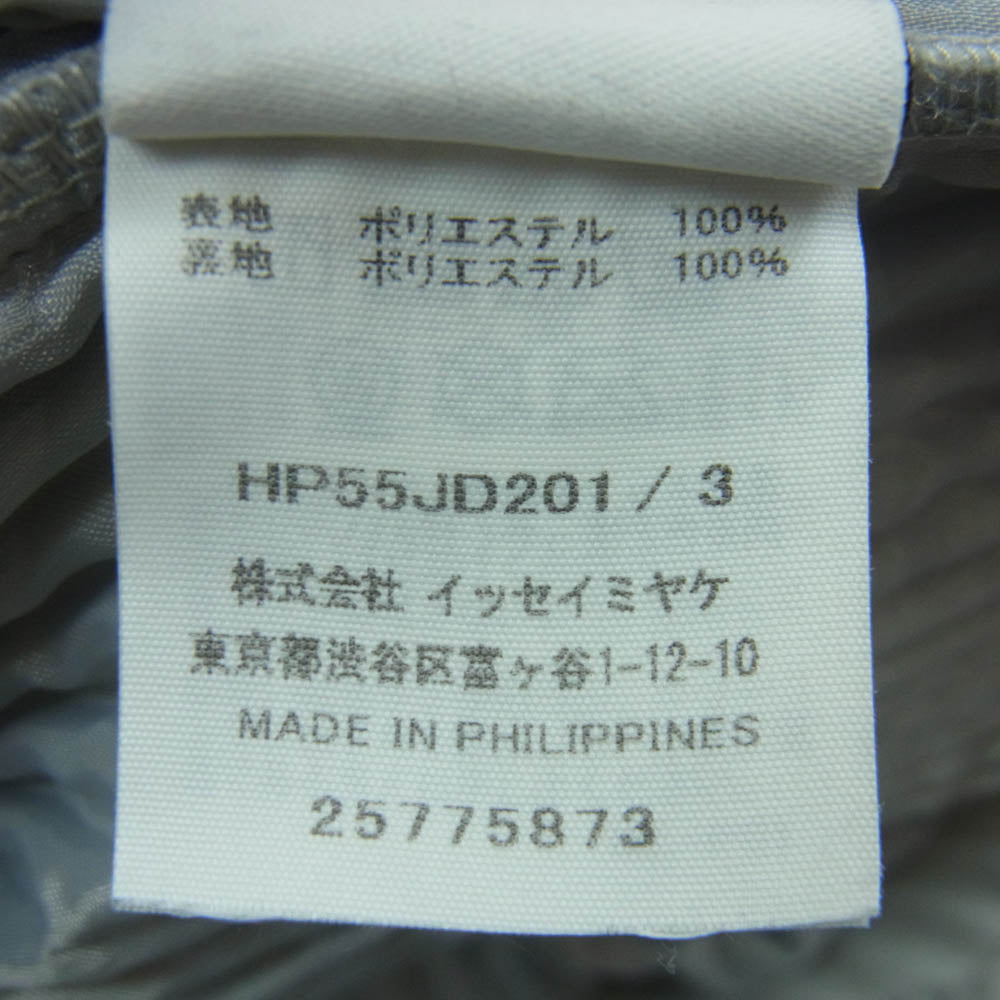 表地 ポリエステル 100%
裏地 ポリエステル 100%
HP55JD201 / 3
株式会社 イッセイミヤケ
東京都渋谷区富ヶ谷1-12-10
MADE IN PHILIPPINES
25775873